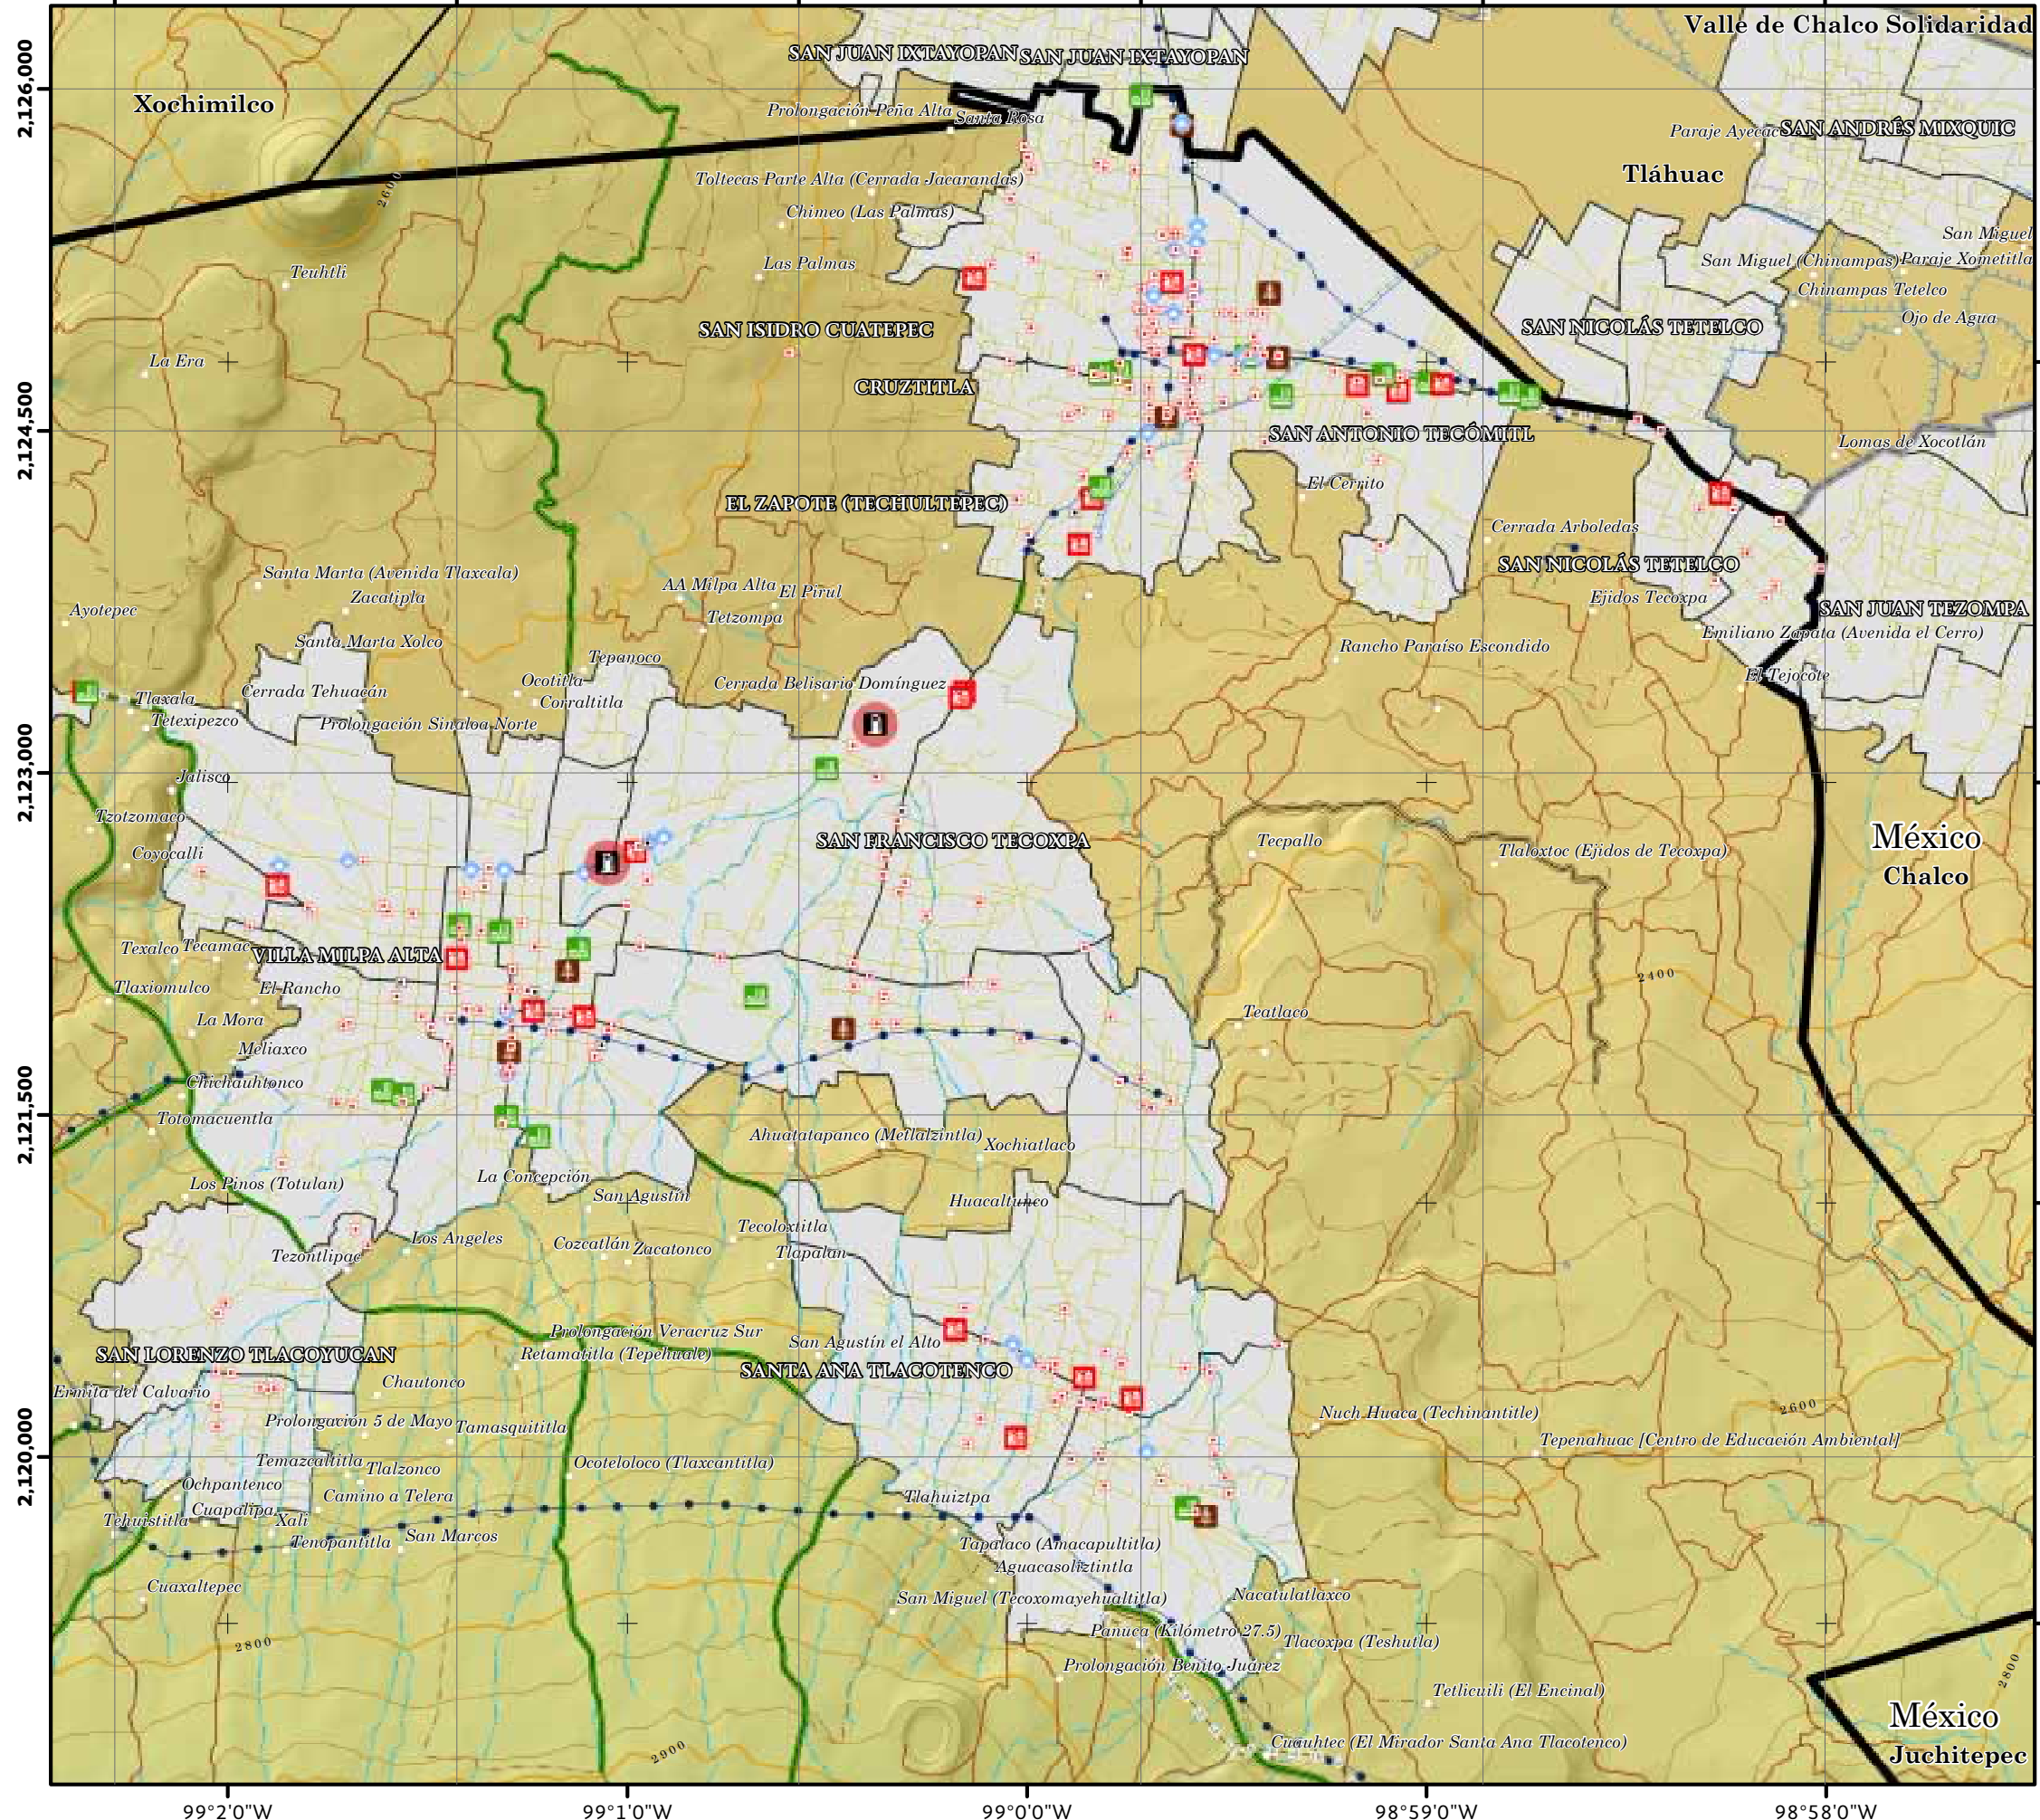 Valle de Chalco Solidaridad
SAN JUAN IXTAYOPAN
SAN JUAN IXTAYOPAN
2,126,000
Xochimilco
Prolongación Peña Alta
Santa Rosa
Paraje Ayecac
SAN ANDRÉS MIXQUIC
Tláhuac
Toltecas Parte Alta (Cerrada Jacarandas)
2600
Chimeo (Las Palmas)
San Miguel
Teuhtli
Las Palmas
San Miguel (Chinampas)
Paraje Xometitla
Chinampas Tetelco
Ojo de Agua
SAN ISIDRO CUATEPEC
SAN NICOLÁS TETELCO
La Era
CRUZTITLA
2,124,500
SAN ANTONIO TECÓMITL
Lomas de Xocotlán
El Cerrito
EL ZAPOTE (TECHULTEPEC)
Cerrada Arboledas
SAN NICOLÁS TETELCO
Santa Marta (Avenida Tlaxcala)
AA Milpa Alta
El Pirul
Zacatipla
Ejidos Tecoxpa
Ayotepec
SAN JUAN TEZOMPA
Tetzompa
Emiliano Zapata (Avenida el Cerro)
Santa Marta Xolco
Rancho Paraíso Escondido
Tepanoco
El Tejocote
Ocotitla
Cerrada Belisario Domínguez
Cerrada Tehuacán
Tlaxala
Corraltitla
Tetexipezco
Prolongación Sinaloa Norte
2,123,000
Jalisco
Tzotzomaco
SAN FRANCISCO TECOXPA
Tecpallo
México
Coyocalli
Tlaloxtoc (Ejidos de Tecoxpa)
Chalco
Texalco
Tecamac
VILLA MILPA ALTA
2400
Tlaxiomulco
El Rancho
La Mora
Teatlaco
Meliaxco
Chichauhtonco
2,121,500
Totomacuentla
Ahuatatapanco (Metlalzintla)
Xochiatlaco
La Concepción
Los Pinos (Totulan)
San Agustín
Huacaltunco
Tecoloxtitla
Los Angeles
Cozcatlán
Zacatonco
Tlapalan
Tezontlipac
Prolongación Veracruz Sur
San Agustín el Alto
SAN LORENZO TLACOYUCAN
Retamatitla (Tepehuale)
SANTA ANA TLACOTENCO
Chautonco
Ermita del Calvario
2600
Nuch Huaca (Techinantitle)
Prolongación 5 de Mayo
Tamasquititla
Tepenahuac [Centro de Educación Ambiental]
2,120,000
Temazcaltitla
Tlalzonco
Ocoteloloco (Tlaxcantitla)
Ochpantenco
Camino a Telera
Tlahuiztpa
Cuapalipa
Tehuistitla
Xali
San Marcos
Tenopantitla
Tapalaco (Amacapultitla)
Aguacasoliztintla
Cuaxaltepec
San Miguel (Tecoxomayehualtitla)
Nacatulatlaxco
2800
Panuca (Kilómetro 27.5)
Tlacoxpa (Teshutla)
Prolongación Benito Juárez
2800
Tetlicuili (El Encinal)
México
Cuauhtec (El Mirador Santa Ana Tlacotenco)
2900
Juchitepec
99°2'0"W
99°1'0"W
99°0'0"W
98°59'0"W
98°58'0"W